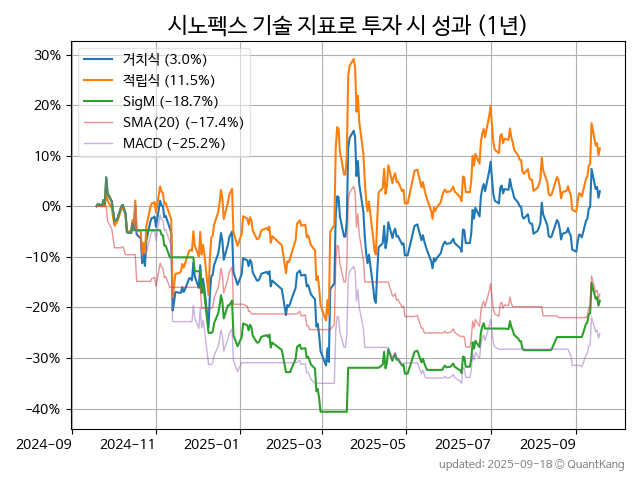 시노펙스 기술 지표로 투자 시 성과 (1년)
거치식 (3.0%)
적립식 (11.5%)
SigM (−18.7%)
SMA(20) (−17.4%)
MACD (−25.2%)
30%
20%
10%
0%
−10%
−20%
−30%
−40%
2024-09 2024-11 2025-01 2025-03 2025-05 2025-07 2025-09
updated: 2025-09-18 ⓒ QuantKang